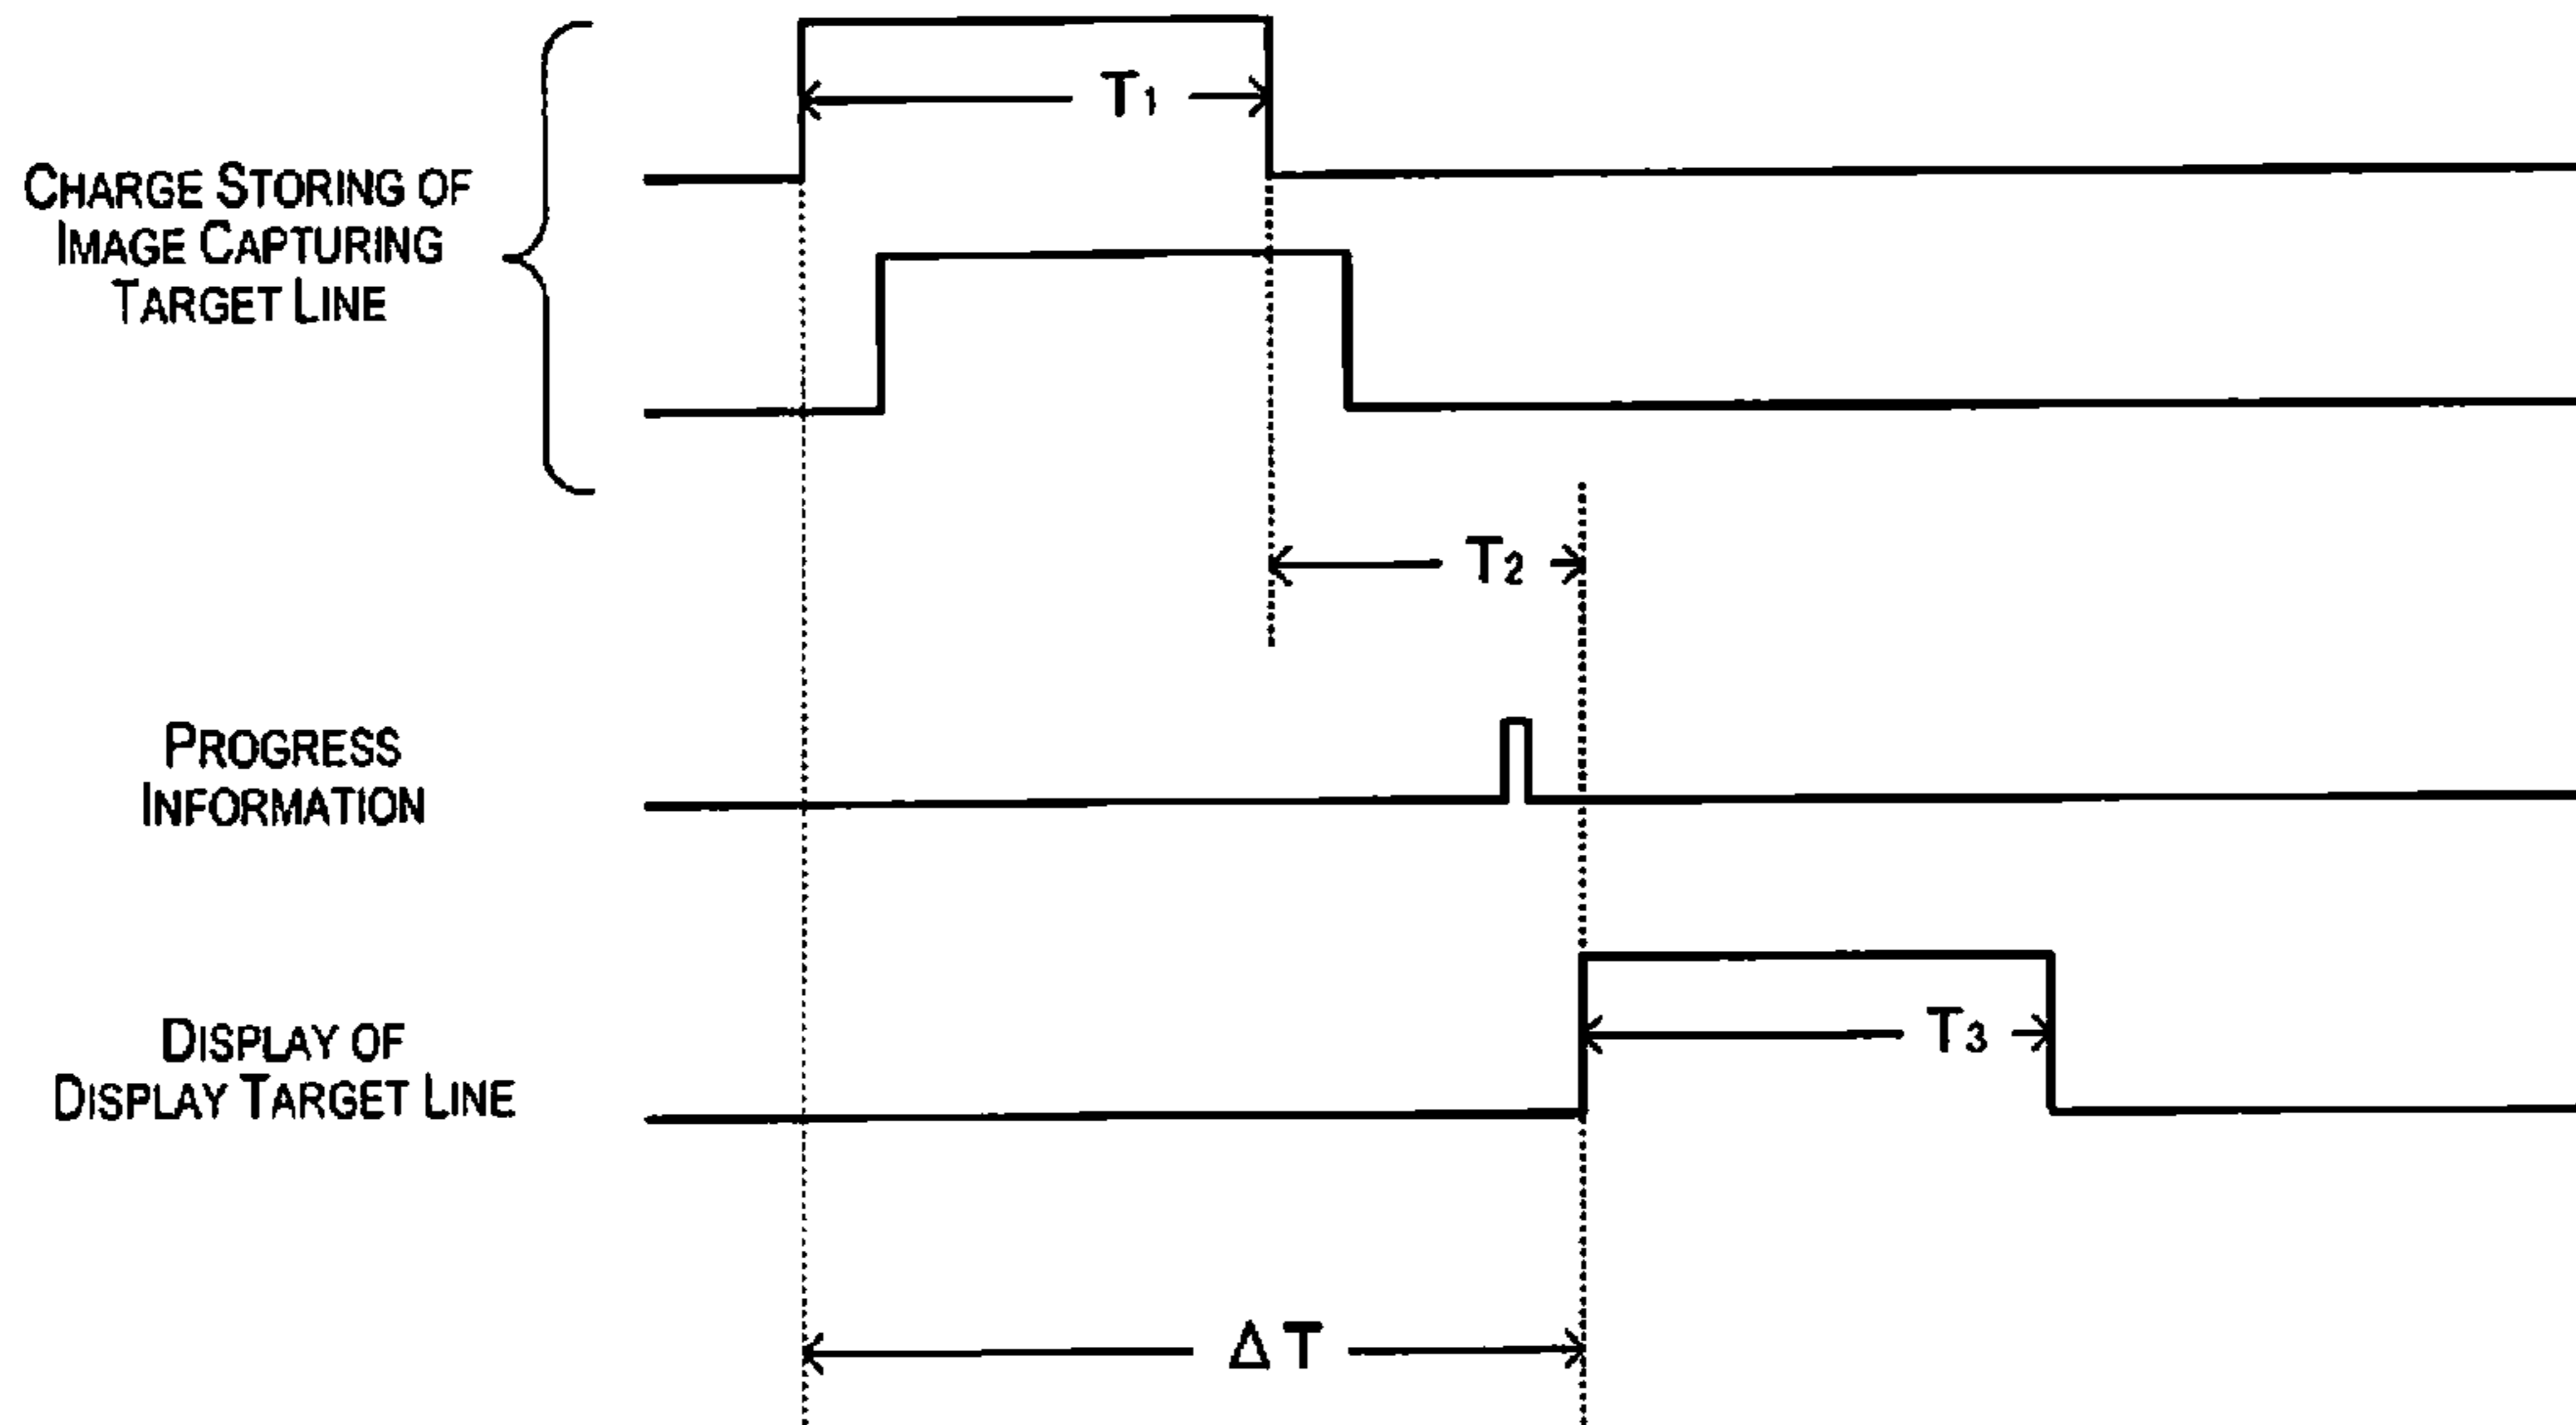 T1
CHARGE STORING OF
IMAGE CAPTURING
TARGET LINE
T2
PROGRESS
INFORMATION
T3
DISPLAY OF
DISPLAY TARGET LINE
ΔT